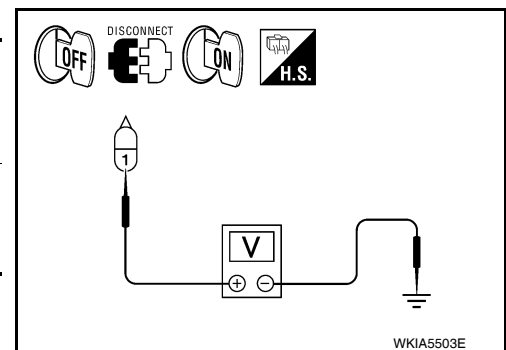 DISCONNECT
OFF
ON
H.S.
1
V
+ −
WKIA5503E